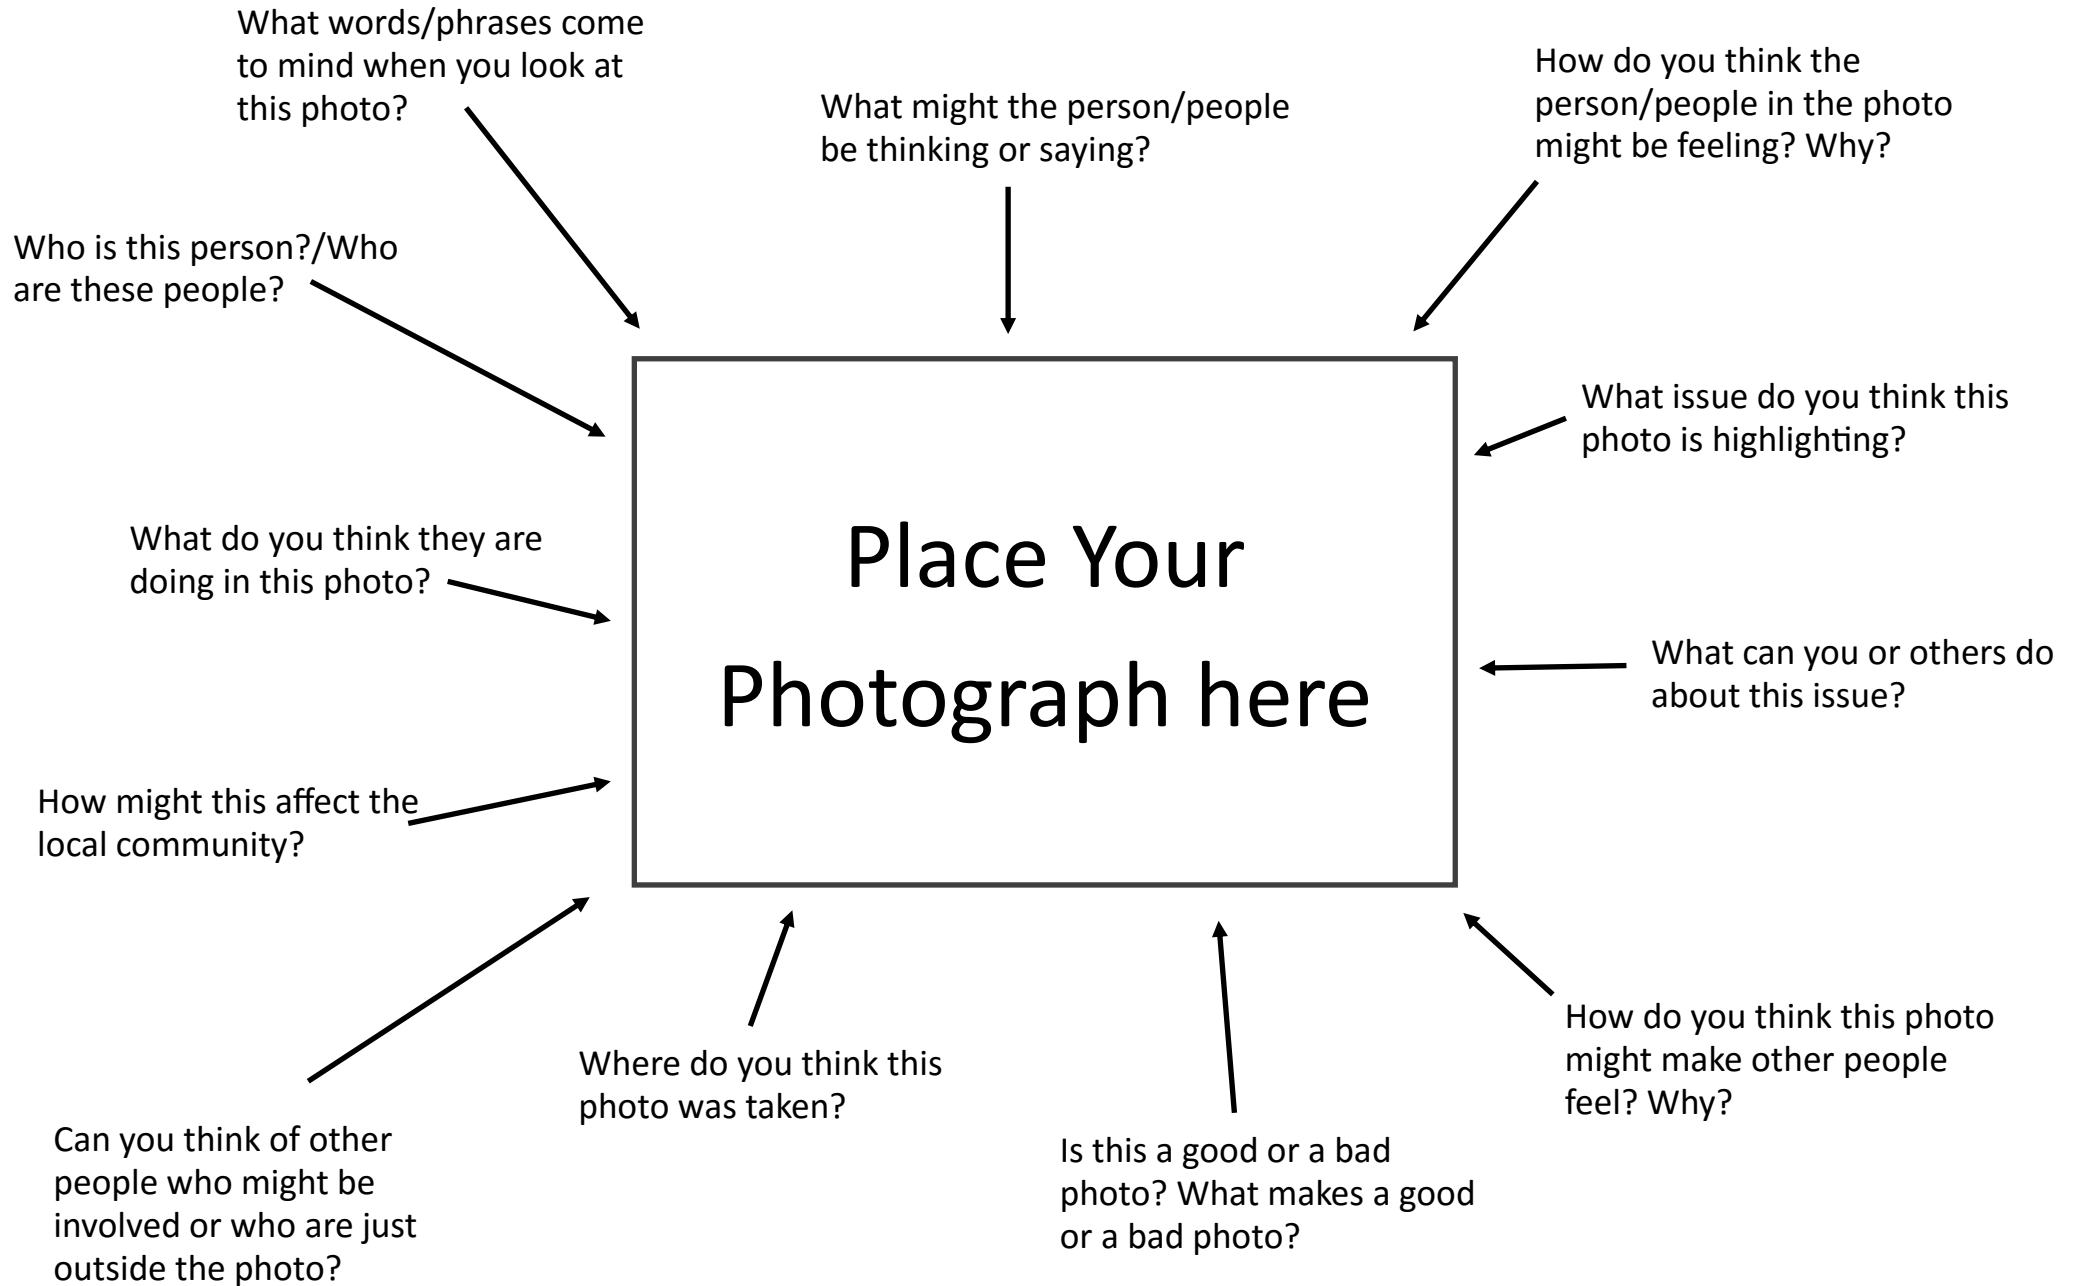 What words/phrases come
to mind when you look at
this photo?
What might the person/people
be thinking or saying?
How do you think the
person/people in the photo
might be feeling? Why?
Who is this person?/Who
are these people?
What issue do you think this
photo is highlighting?
What do you think they are
doing in this photo?
Place Your
Photograph here
What can you or others do
about this issue?
How might this affect the
local community?
Can you think of other
people who might be
involved or who are just
outside the photo?
Where do you think this
photo was taken?
Is this a good or a bad
photo? What makes a good
or a bad photo?
How do you think this photo
might make other people
feel? Why?